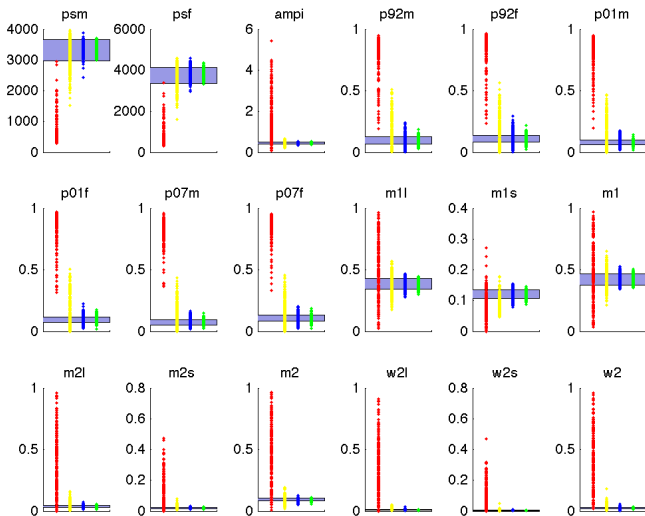 psm psf ampi p92m p92f p01m
4000 6000 6 1 1 1
3000 4000 4
2000 0.5 0.5 0.5
1000 2000 2
0 0 0 0 0 0
p01f p07m p07f m1l m1s m1
1 1 1 1 0.4 1
0.3
0.5 0.5 0.5 0.5 0.2 0.5
0.1
0 0 0 0 0 0
m2l m2s m2 w2l w2s w2
1 0.8 1 1 0.8 1
0.6 0.6
0.5 0.4 0.5 0.5 0.4 0.5
0.2 0.2
0 0 0 0 0 0